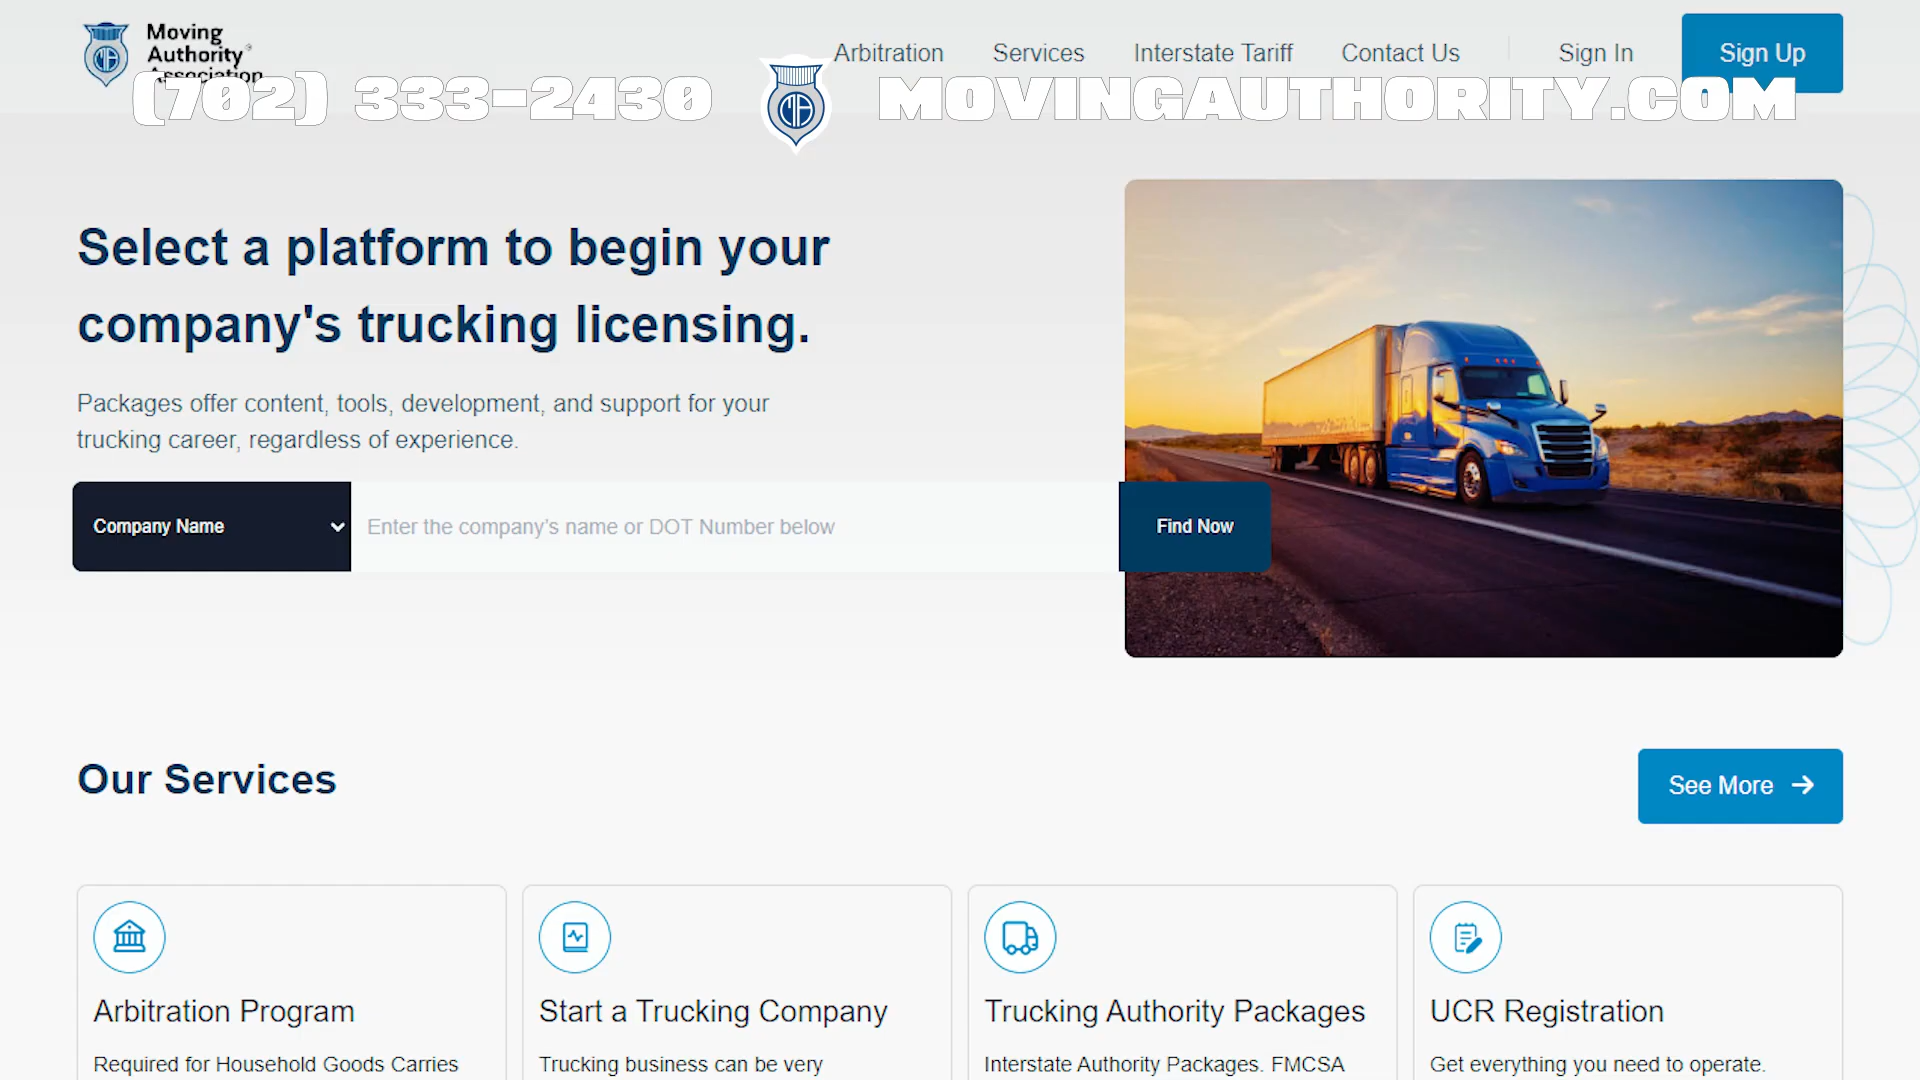 Moving
Authority
Association
Arbitration
Services
Interstate Tariff
Contact Us
Sign In
Sign Up
(702) 333-2430
MOVINGAUTHORITY.COM
Select a platform to begin your
company's trucking licensing.
Packages offer content, tools, development, and support for your
trucking career, regardless of experience.
Company Name
Enter the company's name or DOT Number below
Find Now
Our Services
See More
Arbitration Program
Required for Household Goods Carries
Start a Trucking Company
Trucking business can be very
Trucking Authority Packages
Interstate Authority Packages. FMCSA
UCR Registration
Get everything you need to operate.